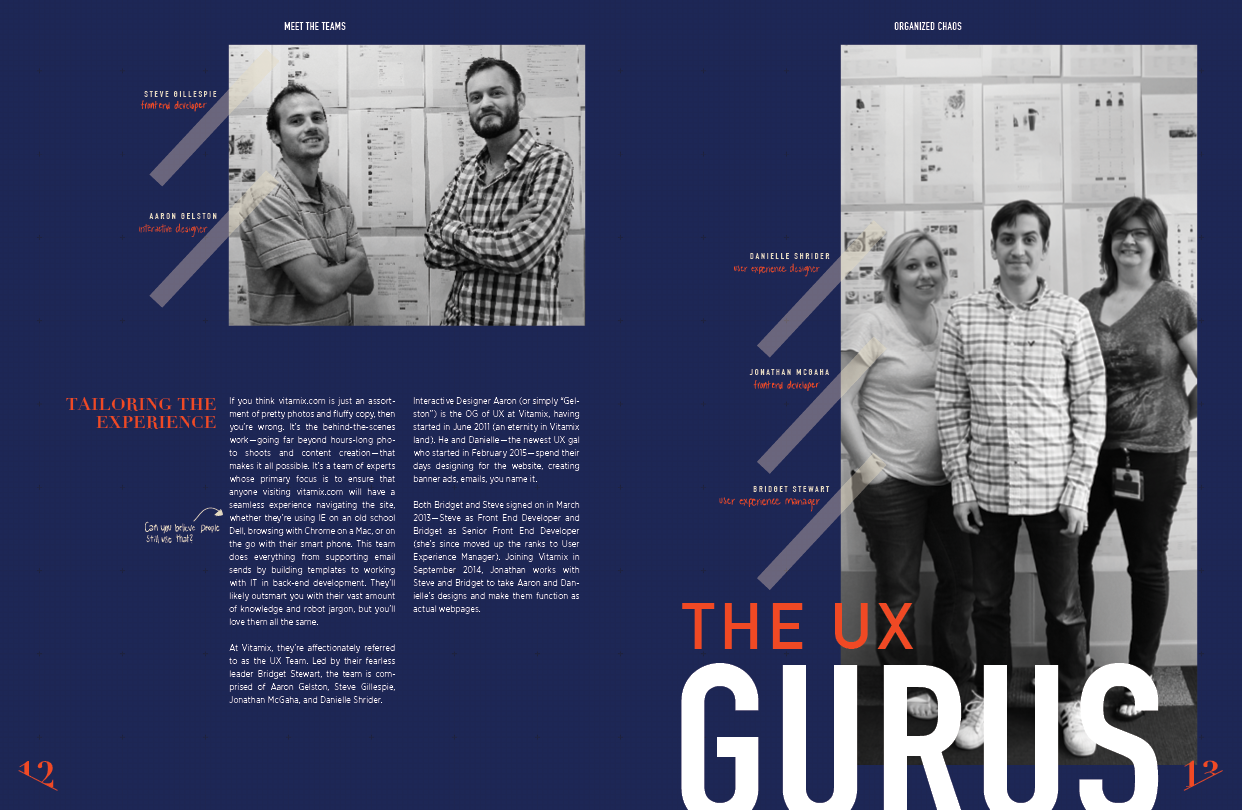 MEET THE TEAMS
STEVE GILLESPIE
frontend developer
AARON GELSTON
interactive designer
TAILORING THE
EXPERIENCE
If you think vitamix.com is just an assort-
ment of pretty photos and fluffy copy, then
you're wrong. It's the behind-the-scenes
work—going far beyond hours-long pho-
to shoots and content creation—that
makes it all possible. It's a team of experts
whose primary focus is to ensure that
anyone visiting vitamix.com will have a
seamless experience navigating the site,
whether they're using IE on an old school
Dell, browsing with Chrome on a Mac, or on
the go with their smart phone. This team
does everything from supporting email
sends by building templates to working
with IT in back-end development. They'll
likely outsmart you with their vast amount
of knowledge and robot jargon, but you'll
love them all the same.
At Vitamix, they're affectionately referred
to as the UX Team. Led by their fearless
leader Bridget Stewart, the team is com-
prised of Aaron Gelston, Steve Gillespie,
Jonathan McGaha, and Danielle Shrider.
Can you believe people
still use that?
Interactive Designer Aaron (or simply "Gel-
ston") is the OG of UX at Vitamix, having
started in June 2011 (an eternity in Vitamix
land). He and Danielle—the newest UX gal
who started in February 2015—spend their
days designing for the website, creating
banner ads, emails, you name it.
Both Bridget and Steve signed on in March
2013—Steve as Front End Developer and
Bridget as Senior Front End Developer
(she's since moved up the ranks to User
Experience Manager). Joining Vitamix in
September 2014, Jonathan works with
Steve and Bridget to take Aaron and Dan-
ielle's designs and make them function as
actual webpages.
12
ORGANIZED CHAOS
DANIELLE SHRIDER
user experience designer
JONATHAN MCGAHA
frontend developer
BRIDGET STEWART
user experience manager
THE UX
GURUS
13